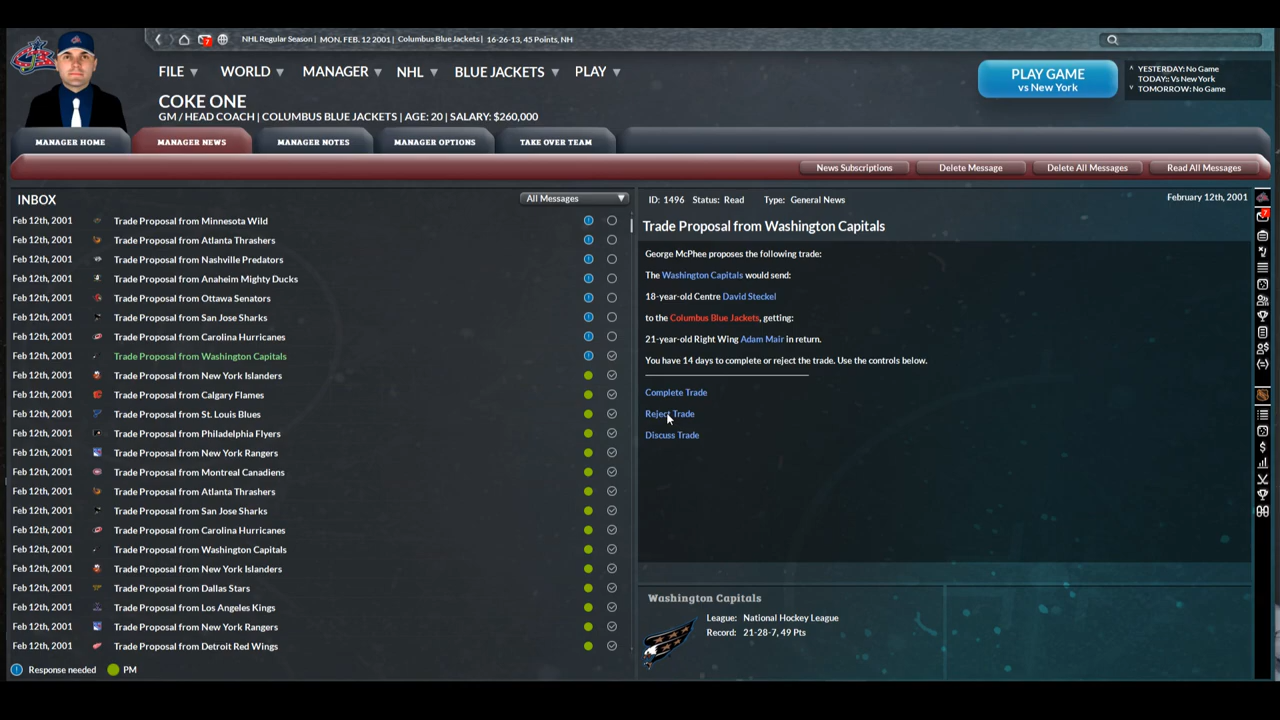 NHL Regular Season | MON. FEB. 12 2001 | Columbus Blue Jackets | 16-26-13, 45 Points, NH
7
FILE WORLD MANAGER NHL BLUE JACKETS PLAY
PLAY GAME
vs New York
YESTERDAY: No Game
TODAY:: Vs New York
TOMORROW: No Game
COKE ONE
GM / HEAD COACH | COLUMBUS BLUE JACKETS | AGE: 20 | SALARY: $260,000
MANAGER HOME MANAGER NEWS MANAGER NOTES MANAGER OPTIONS TAKE OVER TEAM
News Subscriptions Delete Message Delete All Messages Read All Messages
INBOX
All Messages
Feb 12th, 2001 Trade Proposal from Minnesota Wild
Feb 12th, 2001 Trade Proposal from Atlanta Thrashers
Feb 12th, 2001 Trade Proposal from Nashville Predators
Feb 12th, 2001 Trade Proposal from Anaheim Mighty Ducks
Feb 12th, 2001 Trade Proposal from Ottawa Senators
Feb 12th, 2001 Trade Proposal from San Jose Sharks
Feb 12th, 2001 Trade Proposal from Carolina Hurricanes
Feb 12th, 2001 Trade Proposal from Washington Capitals
Feb 12th, 2001 Trade Proposal from New York Islanders
Feb 12th, 2001 Trade Proposal from Calgary Flames
Feb 12th, 2001 Trade Proposal from St. Louis Blues
Feb 12th, 2001 Trade Proposal from Philadelphia Flyers
Feb 12th, 2001 Trade Proposal from New York Rangers
Feb 12th, 2001 Trade Proposal from Montreal Canadiens
Feb 12th, 2001 Trade Proposal from Atlanta Thrashers
Feb 12th, 2001 Trade Proposal from San Jose Sharks
Feb 12th, 2001 Trade Proposal from Carolina Hurricanes
Feb 12th, 2001 Trade Proposal from Washington Capitals
Feb 12th, 2001 Trade Proposal from New York Islanders
Feb 12th, 2001 Trade Proposal from Dallas Stars
Feb 12th, 2001 Trade Proposal from Los Angeles Kings
Feb 12th, 2001 Trade Proposal from New York Rangers
Feb 12th, 2001 Trade Proposal from Detroit Red Wings
Response needed PM
ID: 1496 Status: Read Type: General News February 12th, 2001
Trade Proposal from Washington Capitals
George McPhee proposes the following trade:
The Washington Capitals would send:
18-year-old Centre David Steckel
to the Columbus Blue Jackets, getting:
21-year-old Right Wing Adam Mair in return.
You have 14 days to complete or reject the trade. Use the controls below.
Complete Trade
Reject Trade
Discuss Trade
Washington Capitals
League: National Hockey League
Record: 21-28-7, 49 Pts
7